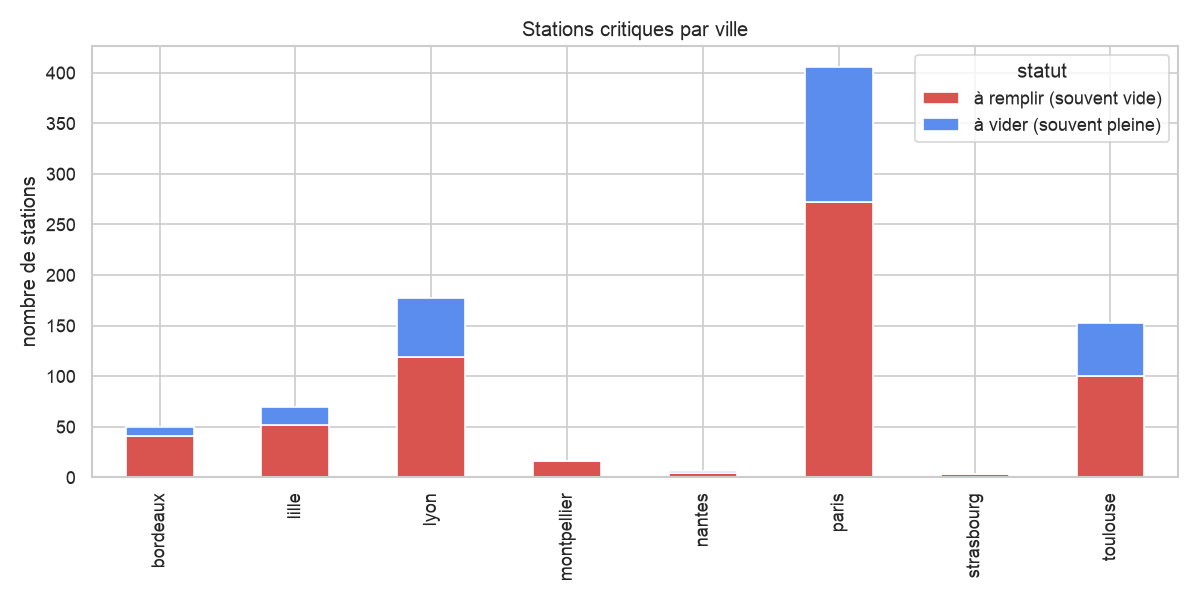 Stations critiques par ville
statut
à remplir (souvent vide)
à vider (souvent pleine)
nombre de stations
400
350
300
250
200
150
100
50
0
bordeaux
lille
lyon
montpellier
nantes
paris
strasbourg
toulouse